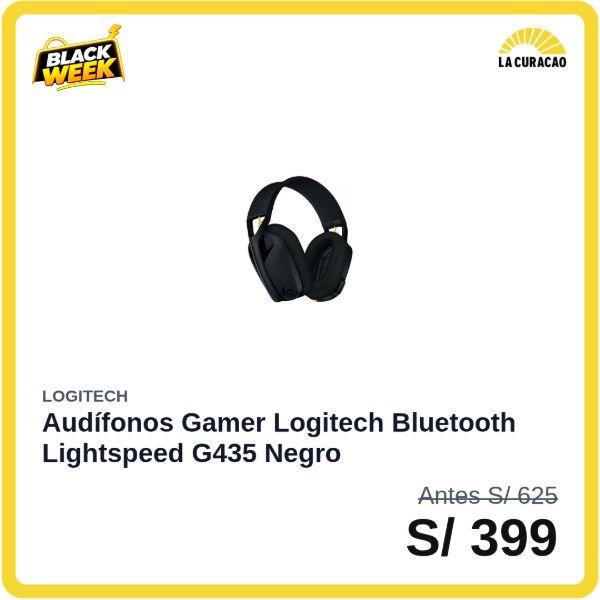 BLACK
WEEK
LA CURACAO
LOGITECH
Audífonos Gamer Logitech Bluetooth
Lightspeed G435 Negro
Antes S/ 625
S/ 399